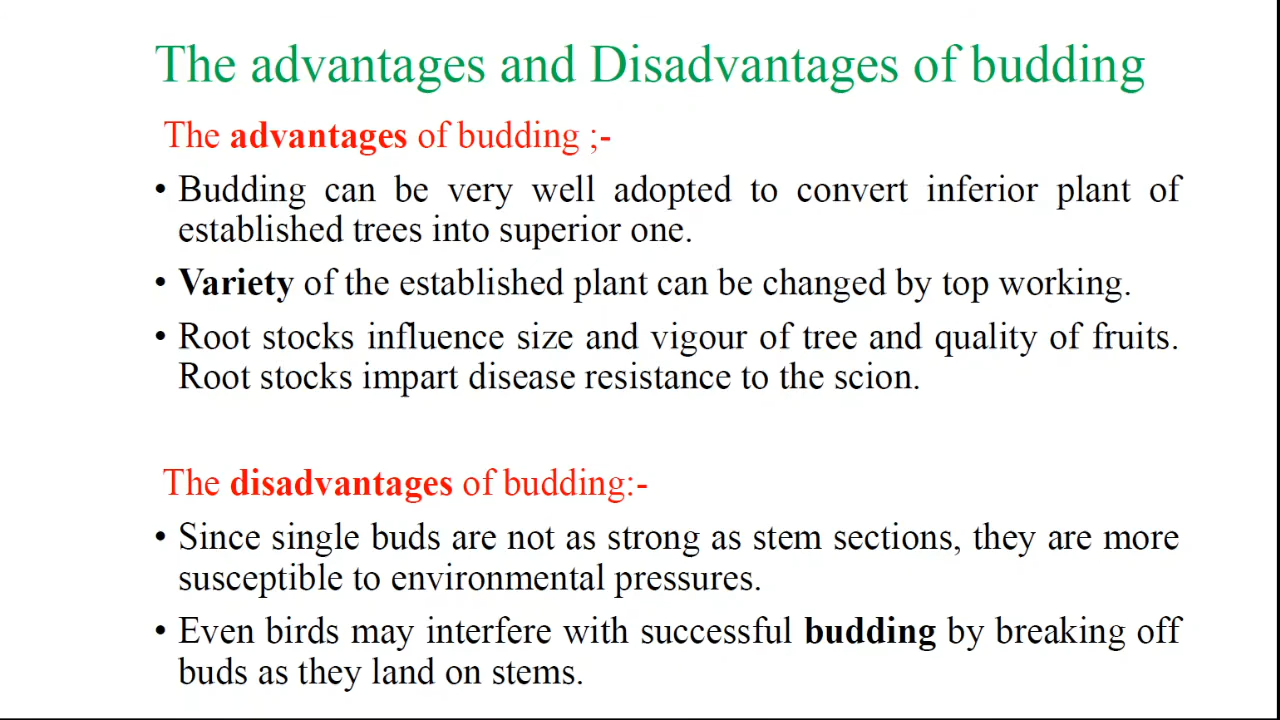 The advantages and Disadvantages of budding
The advantages of budding ;-
• Budding can be very well adopted to convert inferior plant of
established trees into superior one.
• Variety of the established plant can be changed by top working.
• Root stocks influence size and vigour of tree and quality of fruits.
Root stocks impart disease resistance to the scion.
The disadvantages of budding:-
• Since single buds are not as strong as stem sections, they are more
susceptible to environmental pressures.
• Even birds may interfere with successful budding by breaking off
buds as they land on stems.